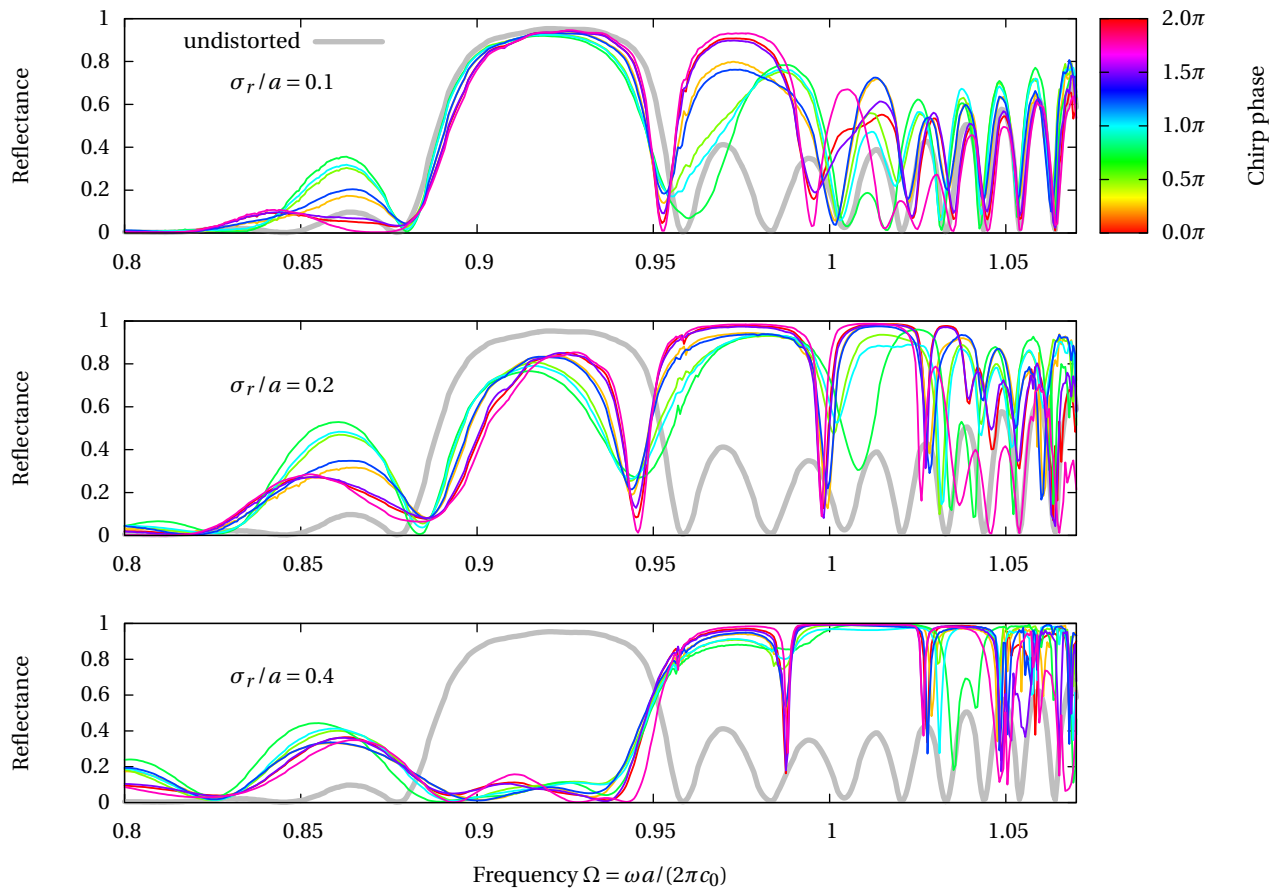 undistorted
σr/a = 0.1
Reflectance
1
0.8
0.6
0.4
0.2
0
0.8
0.85
0.9
0.95
1
1.05
2.0π
1.5π
1.0π
0.5π
0.0π
Chirp phase
σr/a = 0.2
Reflectance
1
0.8
0.6
0.4
0.2
0
0.8
0.85
0.9
0.95
1
1.05
σr/a = 0.4
Reflectance
1
0.8
0.6
0.4
0.2
0
0.8
0.85
0.9
0.95
1
1.05
Frequency Ω = ωa/(2πc0)